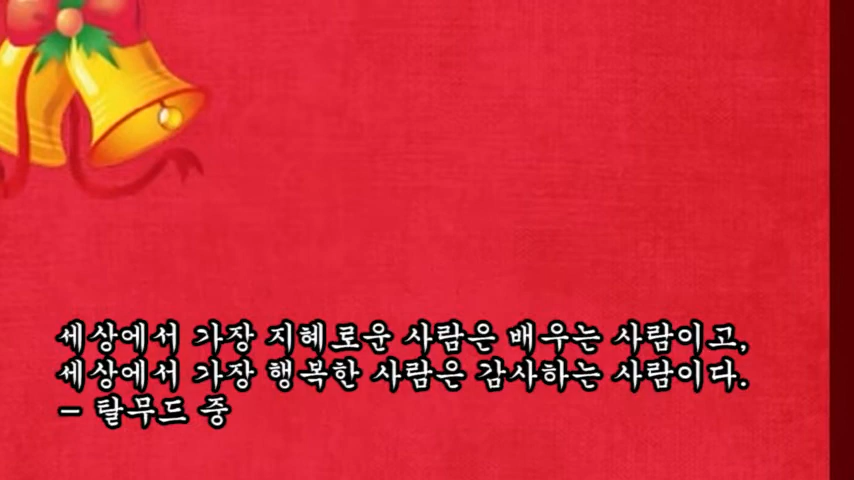 세상에서 가장 지혜로운 사람은 배우는 사람이고,
세상에서 가장 행복한 사람은 감사하는 사람이다.
- 탈무드 중